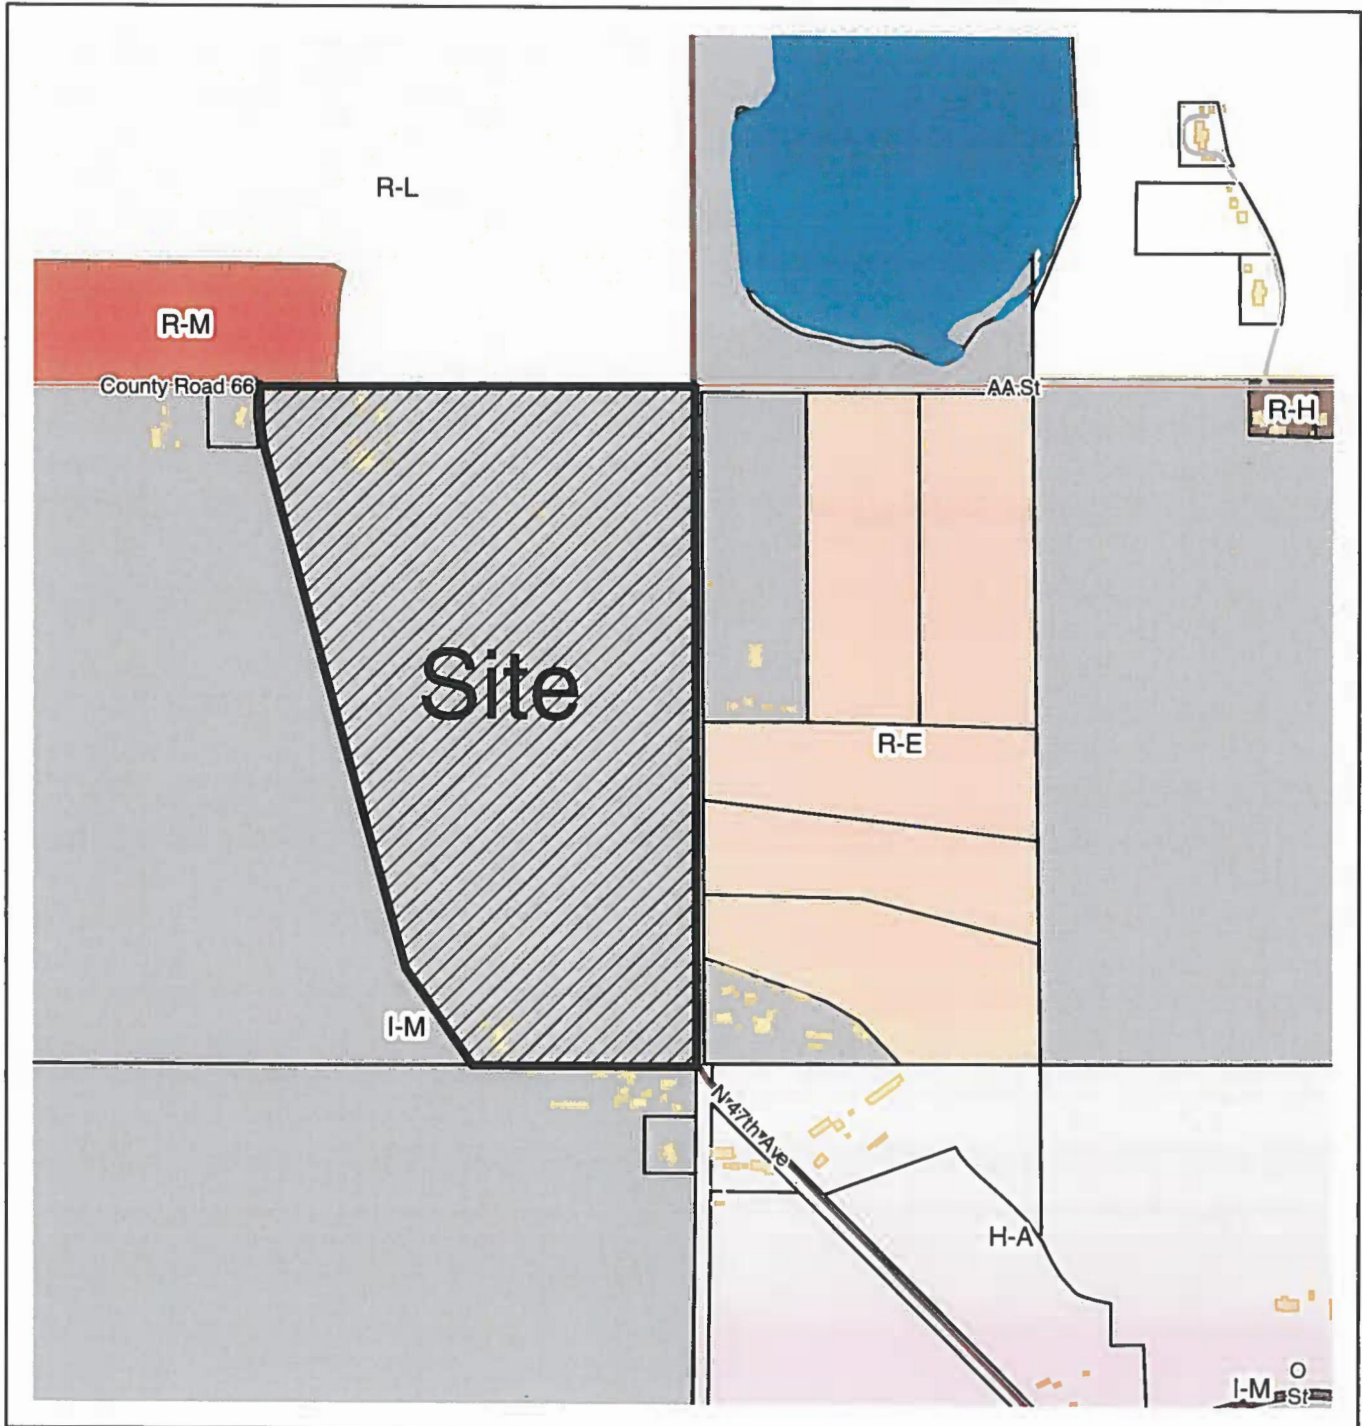 R-L
R-M
County Road 66
AA St
R-H
Site
R-E
I-M
N 47th Ave
H-A
I-M
O
St